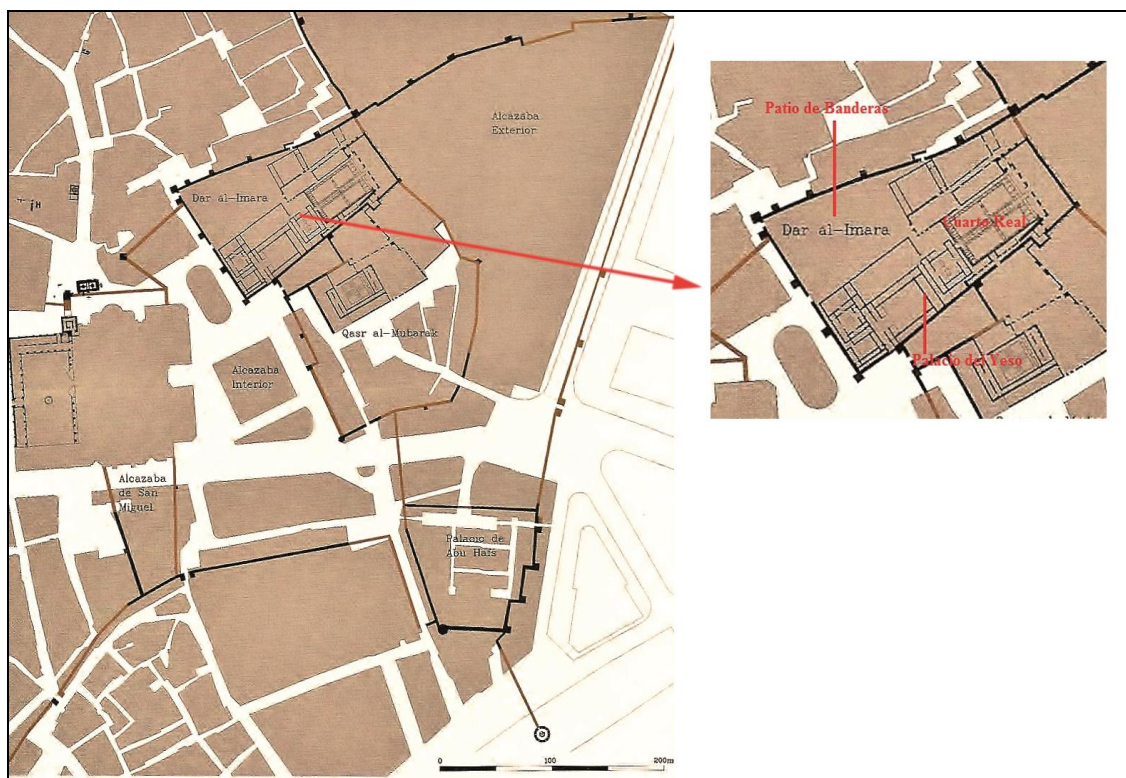 Alcazaba
Exterior
Dar al-Imara
Qasr al-Mubarak
Alcazaba
Interior
Alcazaba
de San
Miguel
Palacio de
Abu Hafs
0 100 200m
Patio de Banderas
Dar al-Imara
Cuarto Real
Palacio del Yeso